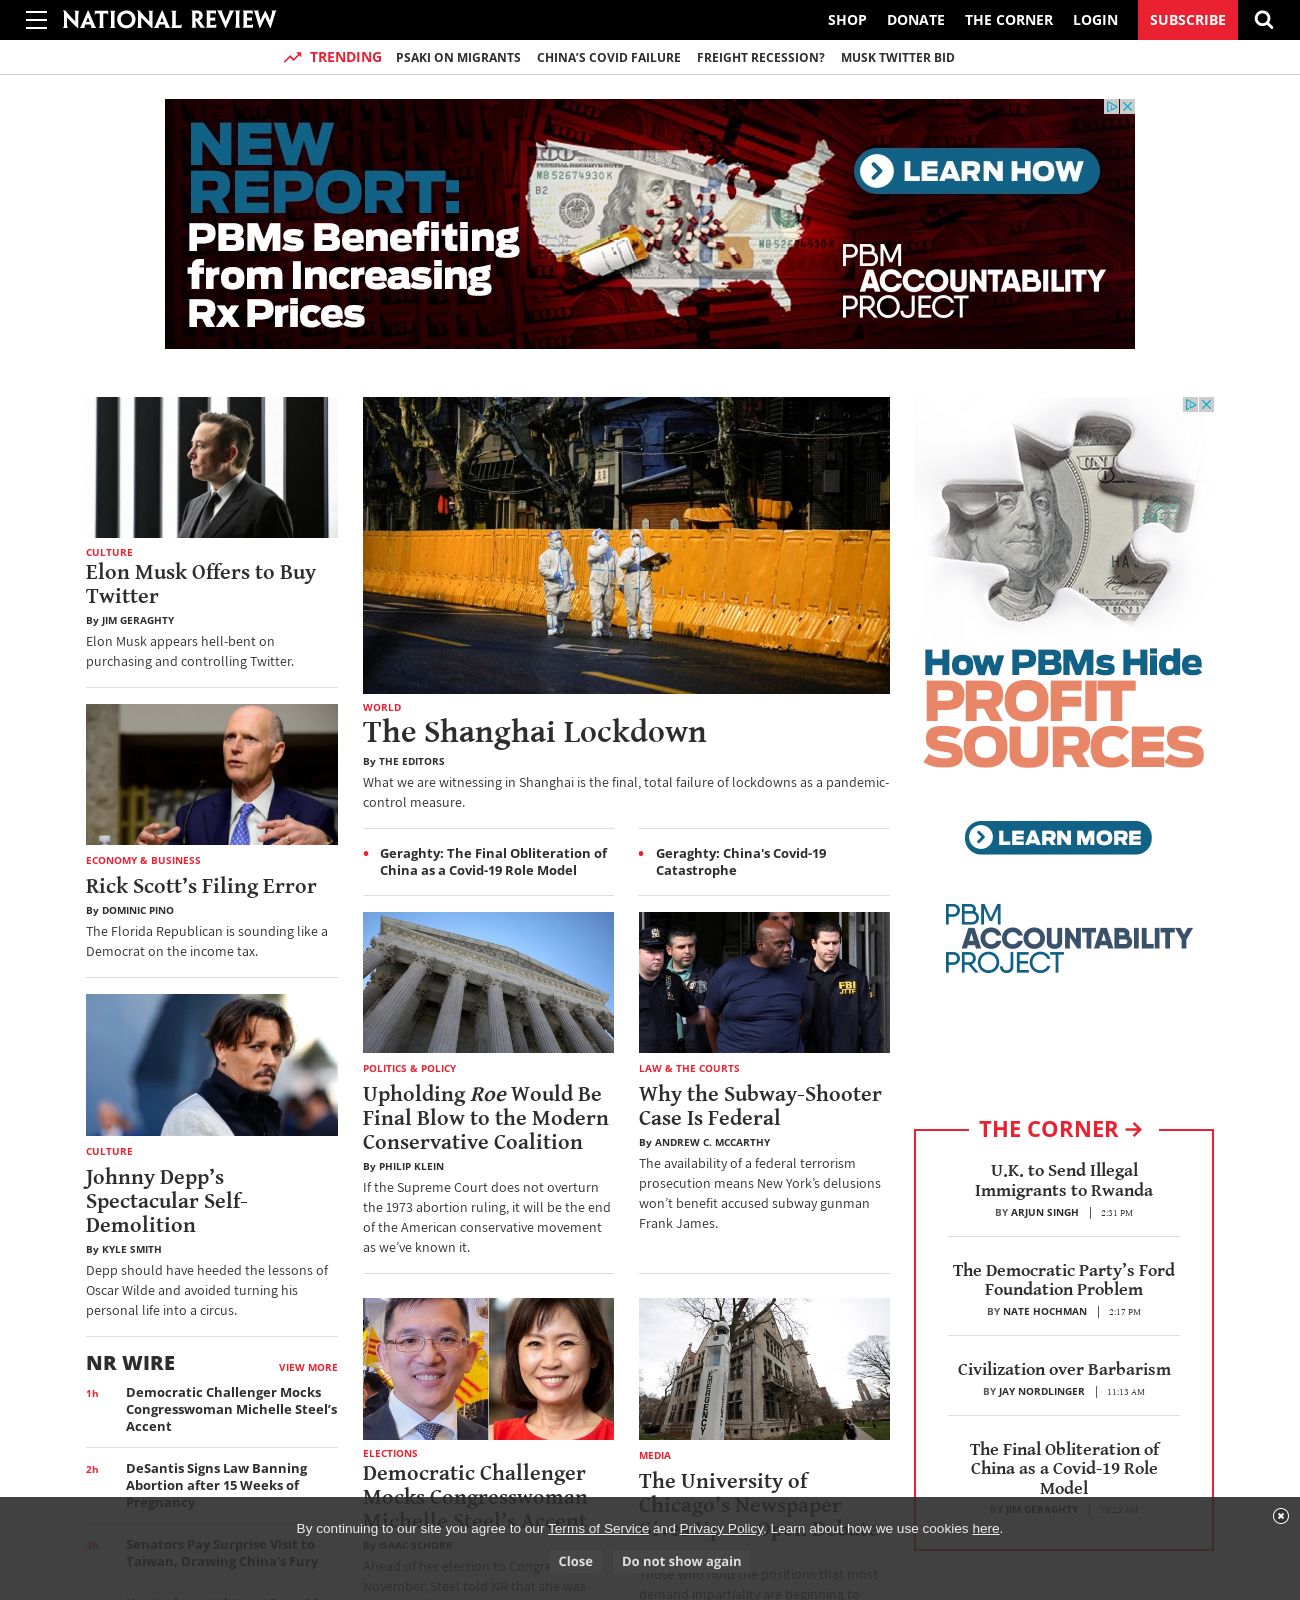 NATIONAL REVIEW
SHOP DONATE THE CORNER LOGIN SUBSCRIBE
TRENDING PSAKI ON MIGRANTS CHINA'S COVID FAILURE FREIGHT RECESSION? MUSK TWITTER BID
NEW
REPORT:
PBMs Benefiting
from Increasing
Rx Prices
LEARN HOW
PBM
ACCOUNTABILITY
PROJECT
CULTURE
Elon Musk Offers to Buy
Twitter
By JIM GERAGHTY
Elon Musk appears hell-bent on
purchasing and controlling Twitter.
ECONOMY & BUSINESS
Rick Scott's Filing Error
By DOMINIC PINO
The Florida Republican is sounding like a
Democrat on the income tax.
CULTURE
Johnny Depp's
Spectacular Self-
Demolition
By KYLE SMITH
Depp should have heeded the lessons of
Oscar Wilde and avoided turning his
personal life into a circus.
NR WIRE VIEW MORE
1h Democratic Challenger Mocks
Congresswoman Michelle Steel's
Accent
2h DeSantis Signs Law Banning
Abortion after 15 Weeks of
Pregnancy
3h Senators Pay Surprise Visit to
Taiwan, Drawing China's Fury
WORLD
The Shanghai Lockdown
By THE EDITORS
What we are witnessing in Shanghai is the final, total failure of lockdowns as a pandemic-
control measure.
Geraghty: The Final Obliteration of
China as a Covid-19 Role Model
Geraghty: China's Covid-19
Catastrophe
POLITICS & POLICY
Upholding Roe Would Be
Final Blow to the Modern
Conservative Coalition
By PHILIP KLEIN
If the Supreme Court does not overturn
the 1973 abortion ruling, it will be the end
of the American conservative movement
as we've known it.
FBI
JTTF
LAW & THE COURTS
Why the Subway-Shooter
Case Is Federal
By ANDREW C. MCCARTHY
The availability of a federal terrorism
prosecution means New York's delusions
won't benefit accused subway gunman
Frank James.
ELECTIONS
Democratic Challenger
Mocks Congresswoman
Michelle Steel's Accent
By ISAAC SCHORR
Ahead of her election to Congre
November, Steel told NR that she was
EMERGENCY
MEDIA
The University of
Chicago's Newspaper
Those who hold the positions that most
demand impartiality are beginning to
How PBMs Hide
PROFIT
SOURCES
LEARN MORE
PBM
ACCOUNTABILITY
PROJECT
THE CORNER
U.K. to Send Illegal
Immigrants to Rwanda
BY ARJUN SINGH | 2:31 PM
The Democratic Party's Ford
Foundation Problem
BY NATE HOCHMAN | 2:17 PM
Civilization over Barbarism
BY JAY NORDLINGER | 11:13 AM
The Final Obliteration of
China as a Covid-19 Role
Model
BY JIM GERAGHTY | 10:23 AM
By continuing to our site you agree to our Terms of Service and Privacy Policy. Learn about how we use cookies here.
Close Do not show again